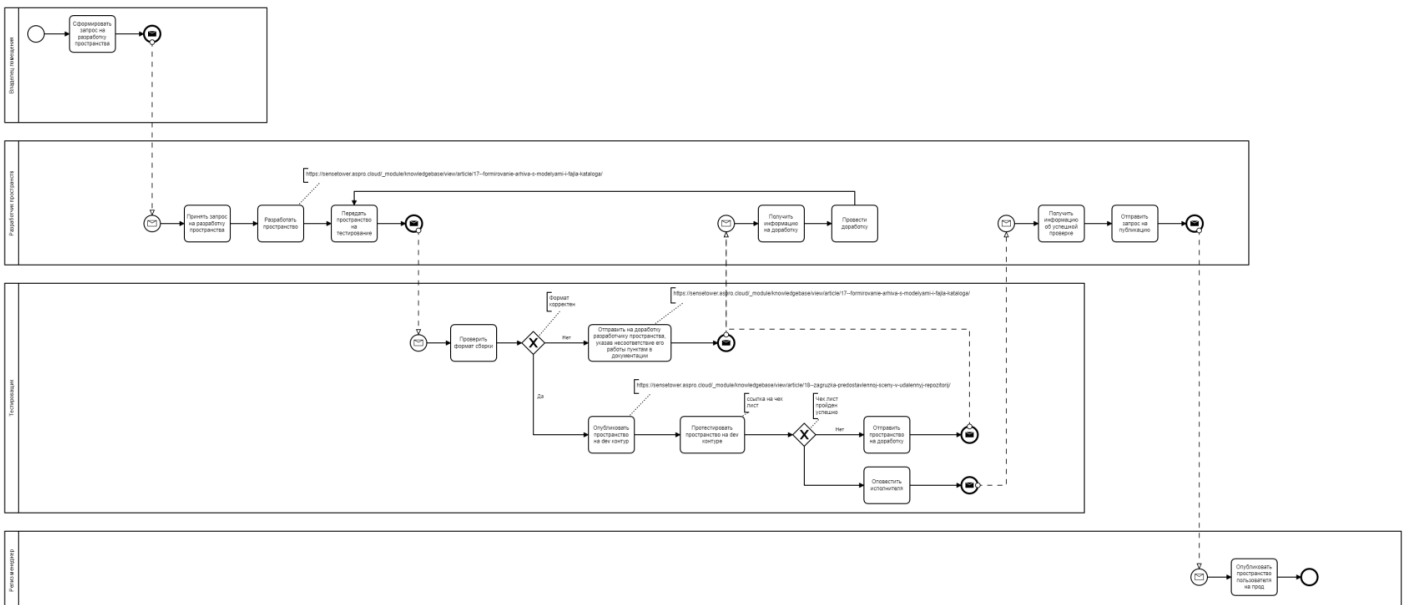 Владелец помещения
Сформировать
запрос на
разработку
пространства
Разработчик пространств
https://sensetower.aspro.cloud/_module/knowledgebase/view/article/17--formirovanie-arhiva-s-modelyami-i-fajla-kataloga/
Принять запрос
на разработку
пространства
Разработать
пространство
Передать
пространство
на
тестирование
Получить
информацию
на доработку
Провести
доработку
Получить
информацию
об успешной
проверке
Отправить
запрос на
публикацию
Тестировщик
Проверить
формат сборки
Формат
корректен
Нет
Да
https://sensetower.aspro.cloud/_module/knowledgebase/view/article/17--formirovanie-arhiva-s-modelyami-i-fajla-kataloga/
Отправить на доработку
разработчику пространства,
указав несоответствие его
работы пунктам в
документации
https://sensetower.aspro.cloud/_module/knowledgebase/view/article/18--zagruzka-predostavlennoj-sceny-v-udalennyj-repozitorij/
Опубликовать
пространство
на dev контур
ссылка на чек
лист
Протестировать
пространство на dev
контуре
Чек лист
пройден
успешно
Нет
Отправить
пространство
на доработку
Оповестить
исполнителя
Релиз-менеджер
Опубликовать
пространство
пользователя
на прод